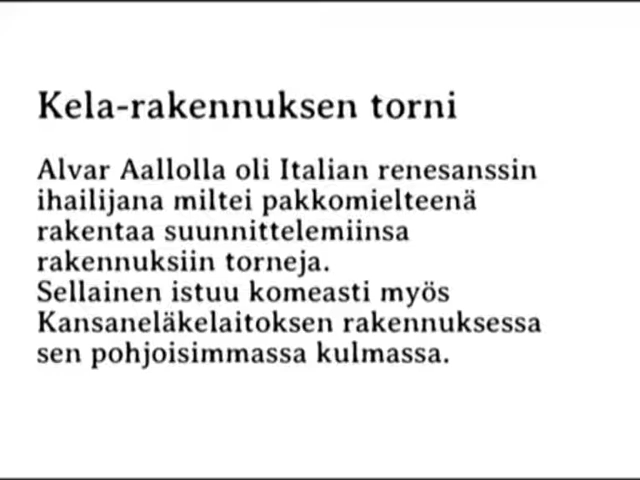 Kela-rakennuksen torni
Alvar Aallolla oli Italian renesanssin
ihailijana miltei pakkomielteenä
rakentaa suunnittelemiinsa
rakennuksiin torneja.
Sellainen istuu komeasti myös
Kansaneläkelaitoksen rakennuksessa
sen pohjoisimmassa kulmassa.